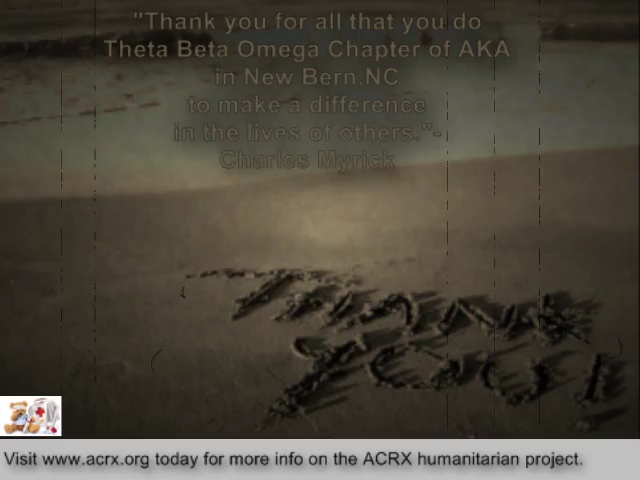 "Thank you for all that you do
Theta Beta Omega Chapter of AKA
in New Bern,NC
to make a difference
in the lives of others."-
Charles Myrick
THANK
YOU!
Visit www.acrx.org today for more info on the ACRX humanitarian project.